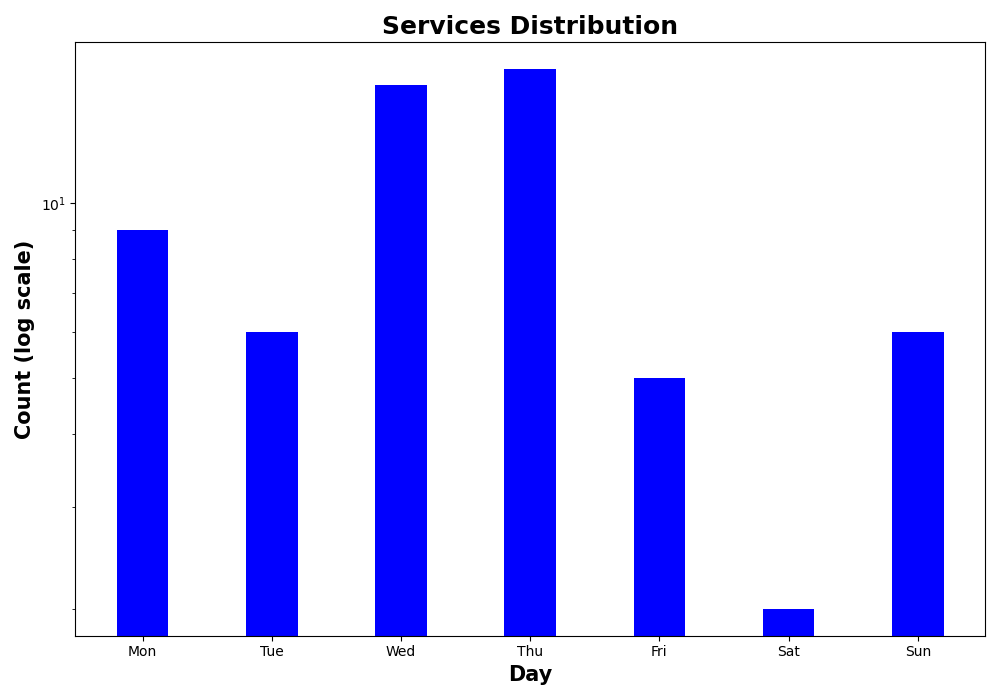 Services Distribution
Count (log scale)
10¹
Mon Tue Wed Thu Fri Sat Sun
Day